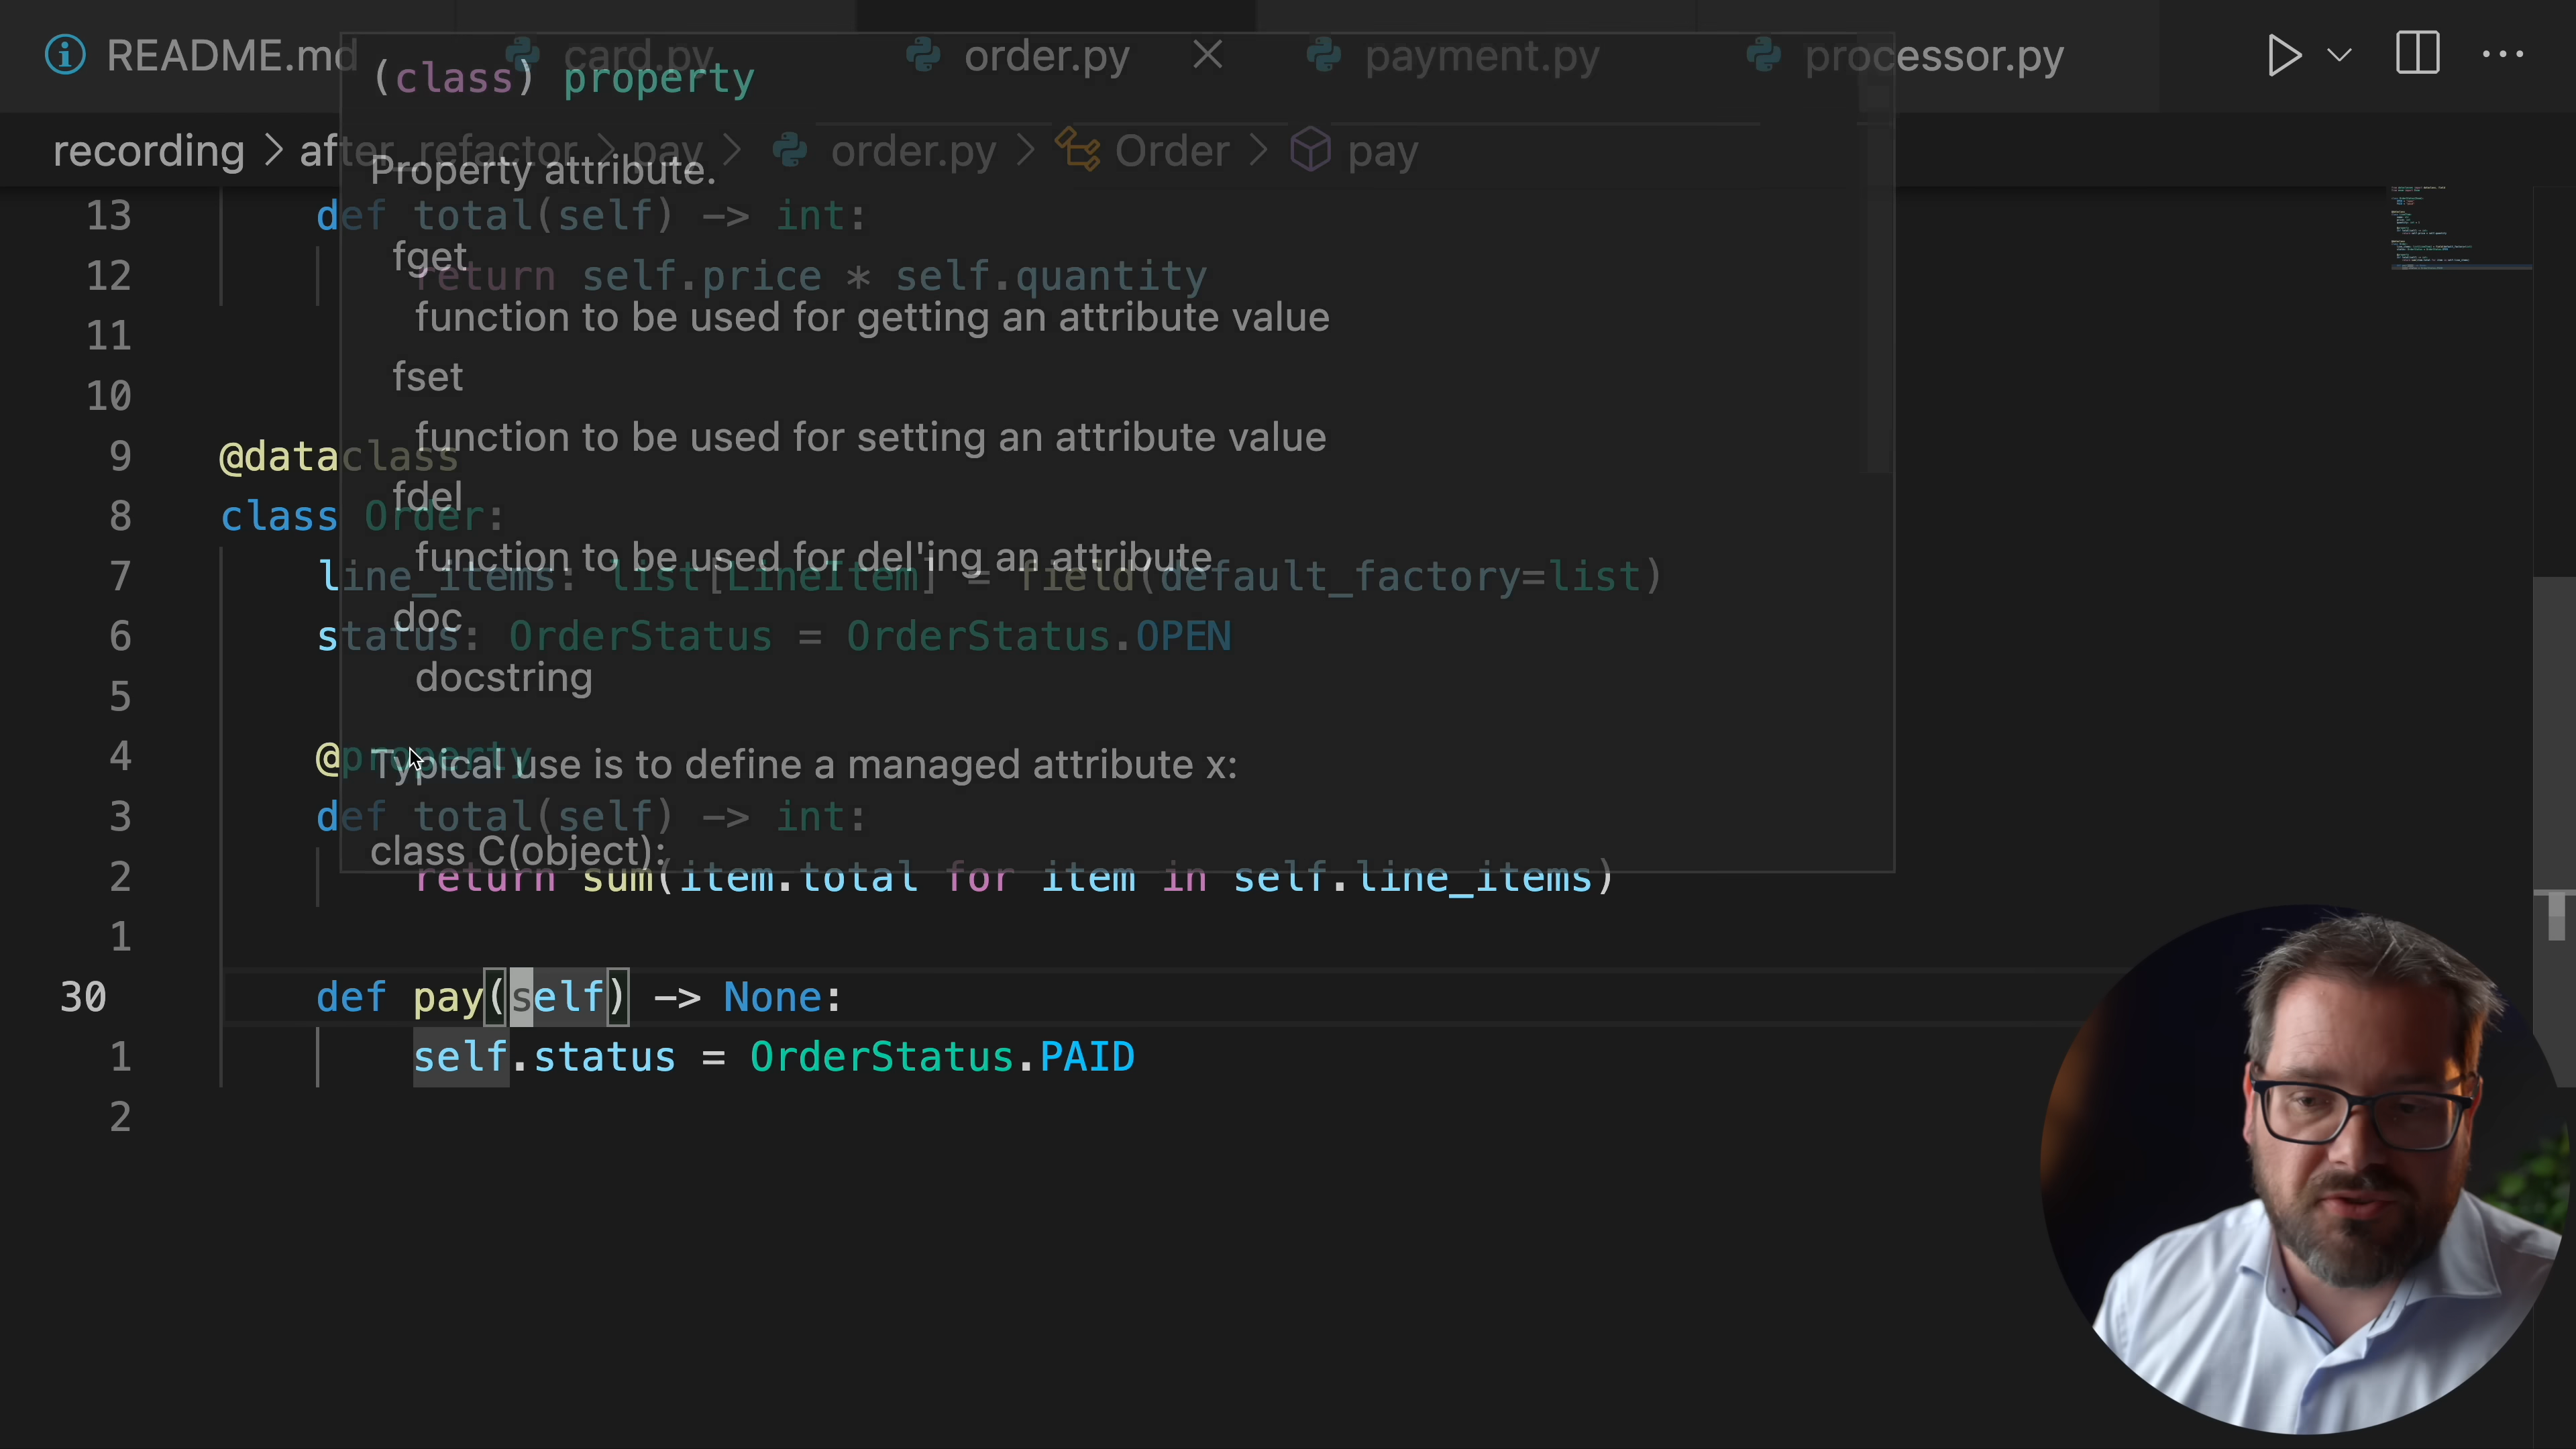 README.md card.py order.py payment.py processor.py
(class) property
recording > after_refactor > pay > order.py > Order > pay
Property attribute.
13 def total(self) -> int:
fget
12 return self.price * self.quantity
function to be used for getting an attribute value
11
fset
10
function to be used for setting an attribute value
9 @dataclass
fdel
8 class Order:
function to be used for del'ing an attribute
7 line_items: list[LineItem] = field(default_factory=list)
doc
6 status: OrderStatus = OrderStatus.OPEN
docstring
5
4 @property
Typical use is to define a managed attribute x:
3 def total(self) -> int:
class C(object):
2 return sum(item.total for item in self.line_items)
1
30 def pay(self) -> None:
1 self.status = OrderStatus.PAID
2